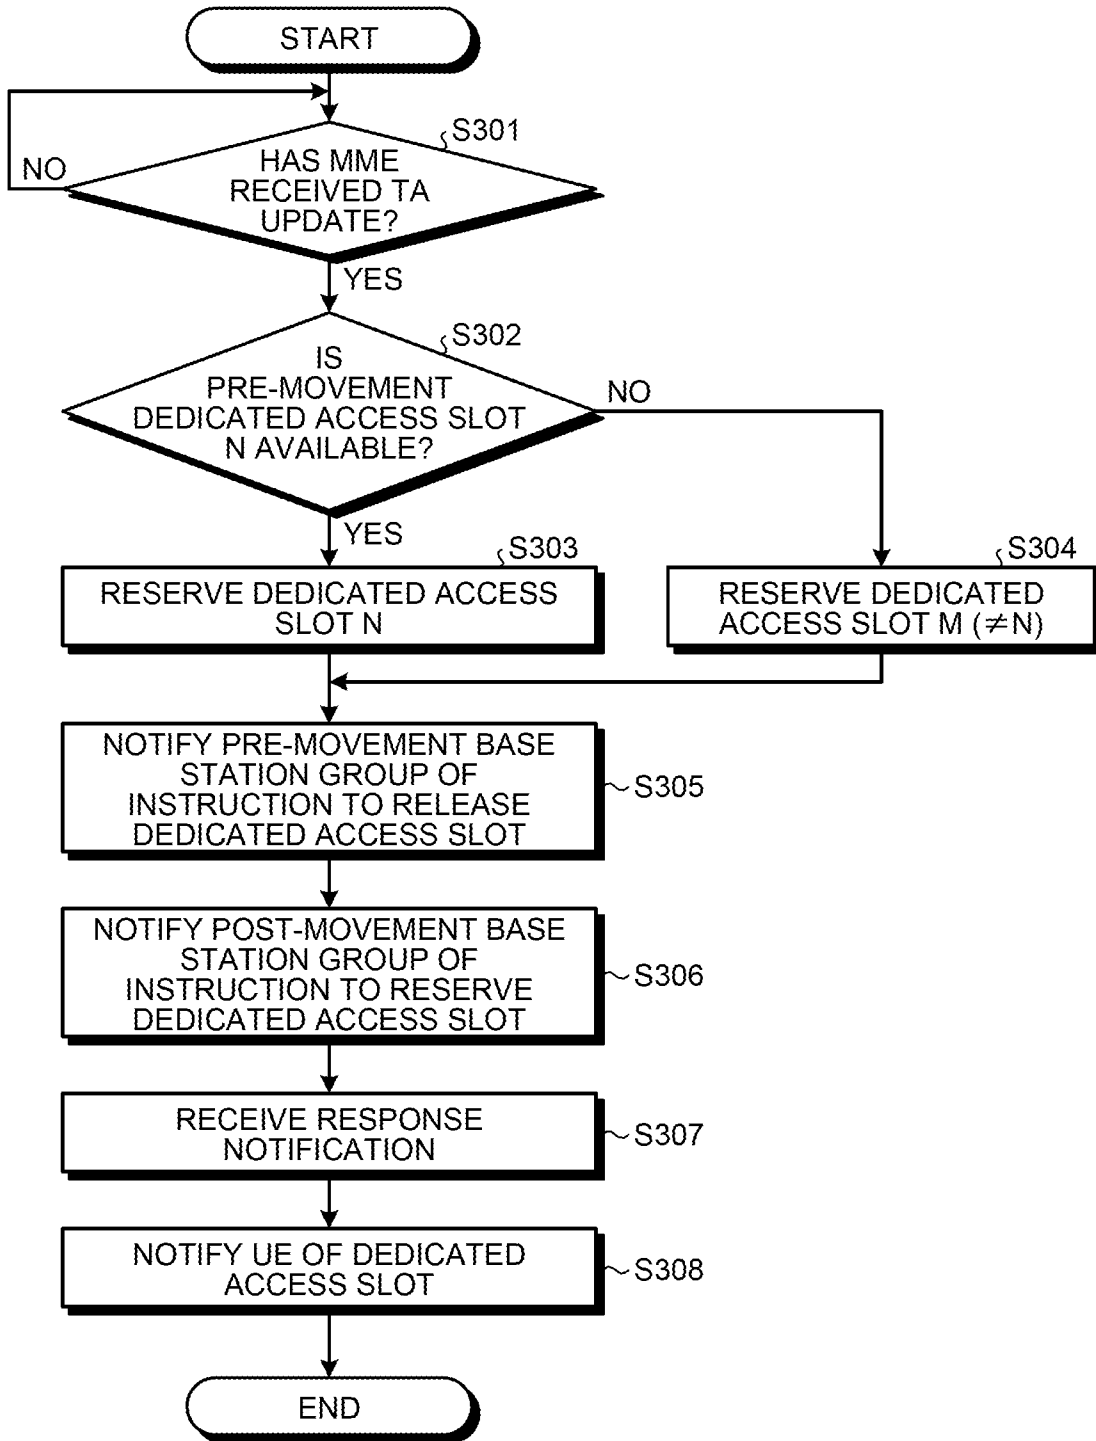 START
S301
HAS MME
RECEIVED TA
UPDATE?
NO
YES
S302
IS
PRE-MOVEMENT
DEDICATED ACCESS SLOT
N AVAILABLE?
NO
YES
S303
RESERVE DEDICATED ACCESS
SLOT N
S304
RESERVE DEDICATED
ACCESS SLOT M (≠N)
NOTIFY PRE-MOVEMENT BASE
STATION GROUP OF
INSTRUCTION TO RELEASE
DEDICATED ACCESS SLOT
S305
NOTIFY POST-MOVEMENT BASE
STATION GROUP OF
INSTRUCTION TO RESERVE
DEDICATED ACCESS SLOT
S306
RECEIVE RESPONSE
NOTIFICATION
S307
NOTIFY UE OF DEDICATED
ACCESS SLOT
S308
END